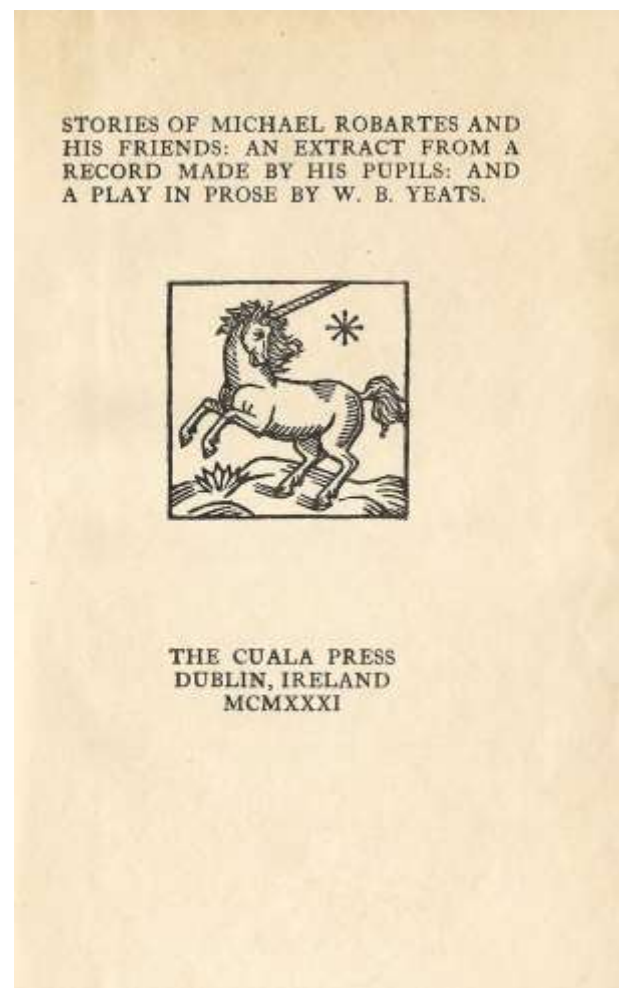 STORIES OF MICHAEL ROBARTES AND
HIS FRIENDS: AN EXTRACT FROM A
RECORD MADE BY HIS PUPILS: AND
A PLAY IN PROSE BY W. B. YEATS.
THE CUALA PRESS
DUBLIN, IRELAND
MCMXXXI